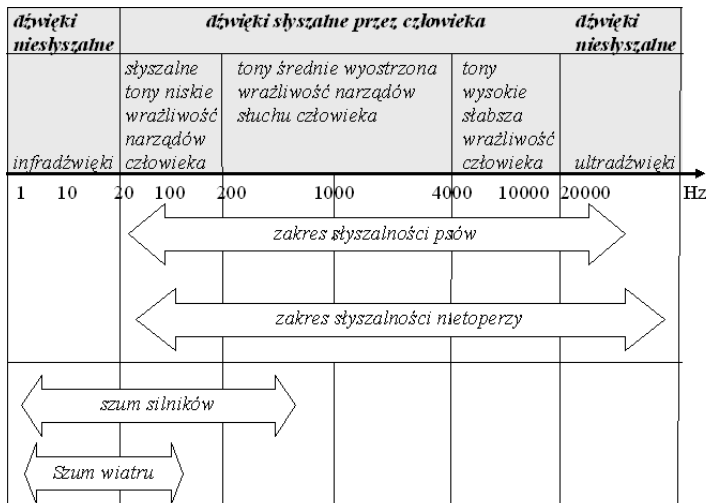 dźwięki niesłyszalne
dźwięki słyszalne przez człowieka
dźwięki niesłyszalne
infradźwięki
słyszalne
tony niskie
wrażliwość
narządów
człowieka
tony średnie wyostrzona
wrażliwość narządów
słuchu człowieka
tony
wysokie
słabsza
wrażliwość
człowieka
ultradźwięki
1 10 20 100 200 1000 4000 10000 20000 Hz
zakres słyszalności psów
zakres słyszalności nietoperzy
szum silników
Szum wiatru